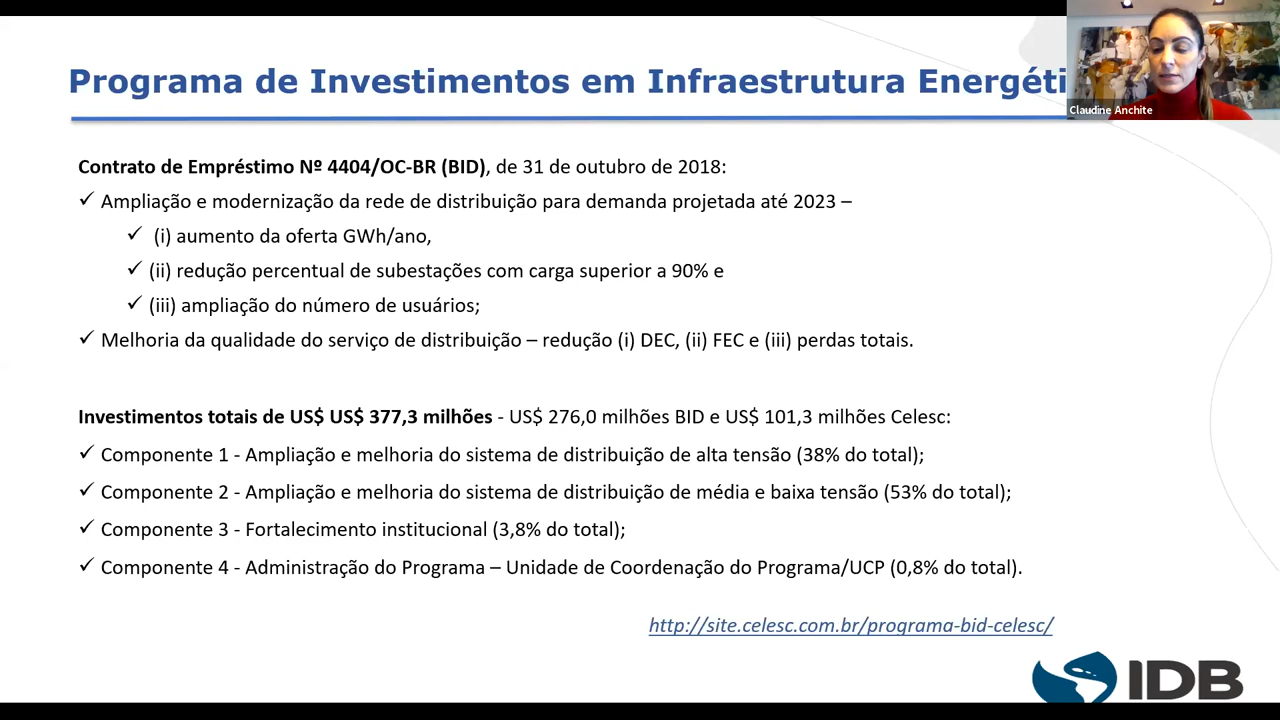 Programa de Investimentos em Infraestrutura Energéti
Claudine Anchite
Contrato de Empréstimo Nº 4404/OC-BR (BID), de 31 de outubro de 2018:
✓ Ampliação e modernização da rede de distribuição para demanda projetada até 2023 –
✓ (i) aumento da oferta GWh/ano,
✓ (ii) redução percentual de subestações com carga superior a 90% e
✓ (iii) ampliação do número de usuários;
✓ Melhoria da qualidade do serviço de distribuição – redução (i) DEC, (ii) FEC e (iii) perdas totais.
Investimentos totais de US$ US$ 377,3 milhões - US$ 276,0 milhões BID e US$ 101,3 milhões Celesc:
✓ Componente 1 - Ampliação e melhoria do sistema de distribuição de alta tensão (38% do total);
✓ Componente 2 - Ampliação e melhoria do sistema de distribuição de média e baixa tensão (53% do total);
✓ Componente 3 - Fortalecimento institucional (3,8% do total);
✓ Componente 4 - Administração do Programa – Unidade de Coordenação do Programa/UCP (0,8% do total).
http://site.celesc.com.br/programa-bid-celesc/
IDB